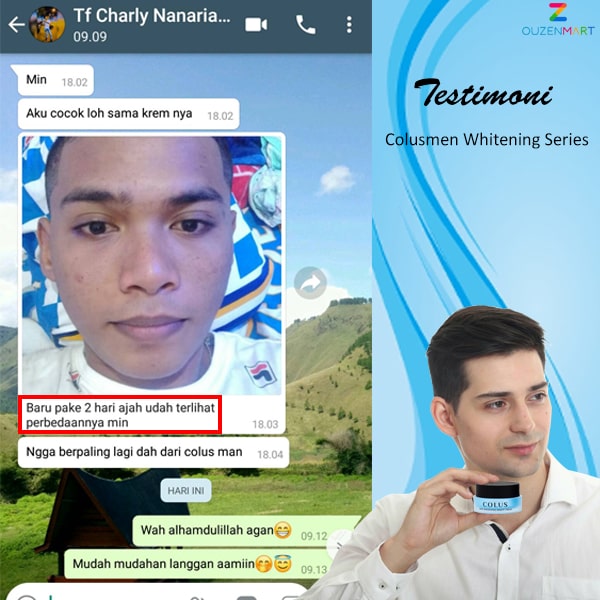 Tf Charly Nanaria...
09.09
Min 18.02
Aku cocok loh sama krem nya 18.02
Baru pake 2 hari ajah udah terlihat
perbedaannya min 18.03
Ngga berpaling lagi dah dari colus man 18.04
HARI INI
Wah alhamdulillah agan😁 09.12
Mudah mudahan langgan aamiin🤗😇 09.13
OUZENMART
Testimoni
Colusmen Whitening Series
COLUS